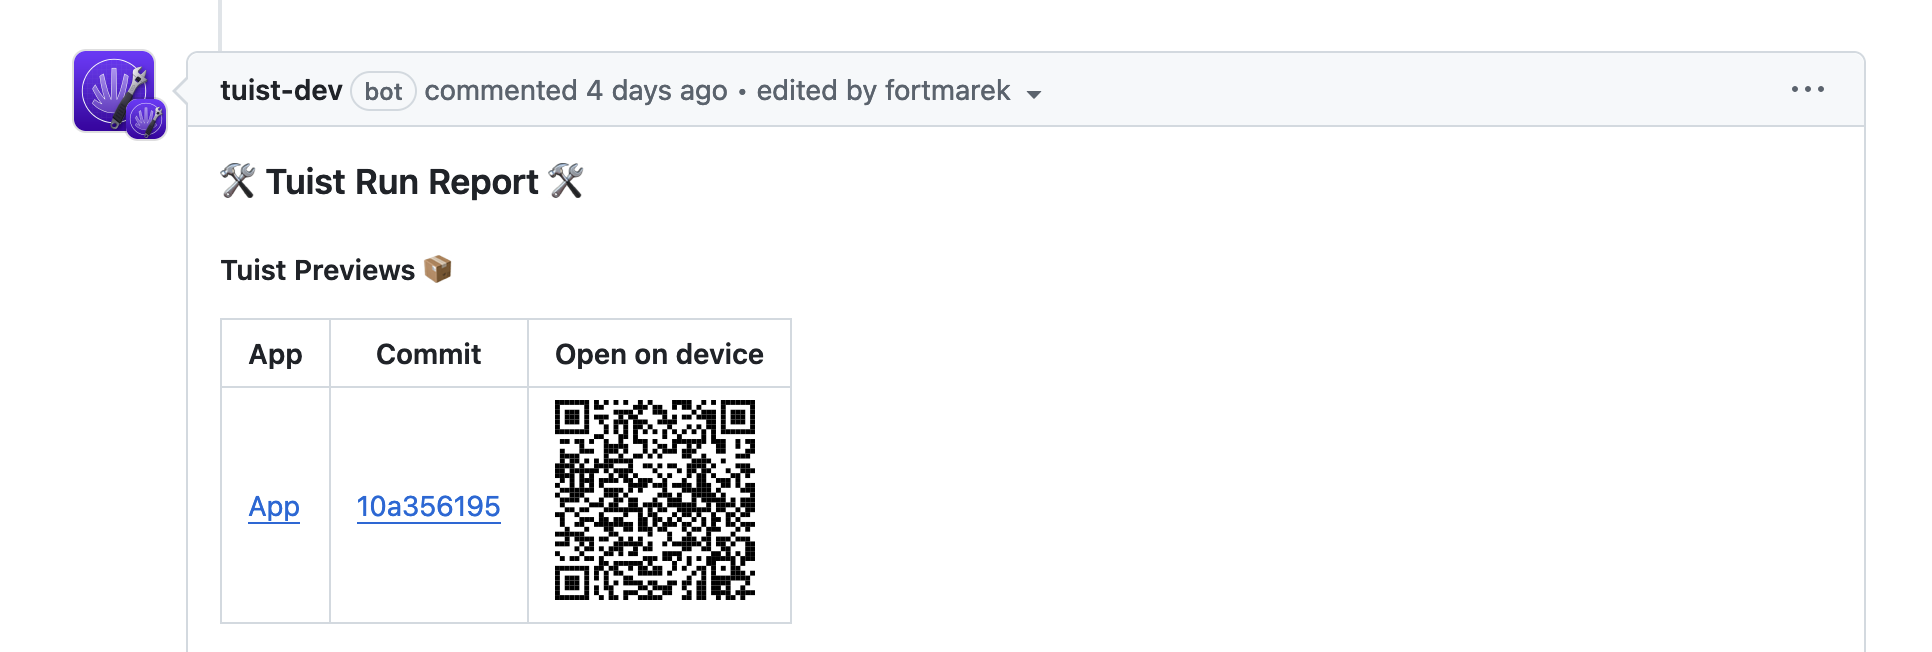 tuist-dev bot commented 4 days ago • edited by fortmarek
🛠️ Tuist Run Report 🛠️
Tuist Previews 📦
App Commit Open on device
App 10a356195